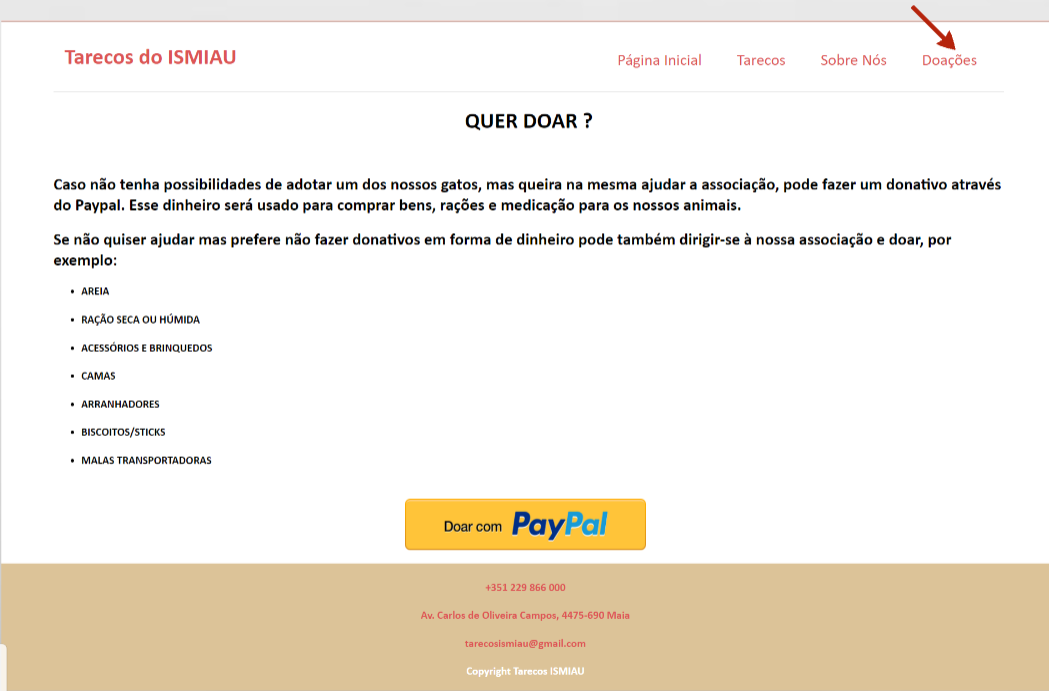 Tarecos do ISMIAU
Página Inicial Tarecos Sobre Nós Doações
QUER DOAR ?
Caso não tenha possibilidades de adotar um dos nossos gatos, mas queira na mesma ajudar a associação, pode fazer um donativo através
do Paypal. Esse dinheiro será usado para comprar bens, rações e medicação para os nossos animais.
Se não quiser ajudar mas prefere não fazer donativos em forma de dinheiro pode também dirigir-se à nossa associação e doar, por
exemplo:
• AREIA
• RAÇÃO SECA OU HÚMIDA
• ACESSÓRIOS E BRINQUEDOS
• CAMAS
• ARRANHADORES
• BISCOITOS/STICKS
• MALAS TRANSPORTADORAS
Doar com PayPal
+351 229 866 000
Av. Carlos de Oliveira Campos, 4475-690 Maia
tarecosismiau@gmail.com
Copyright Tarecos ISMIAU